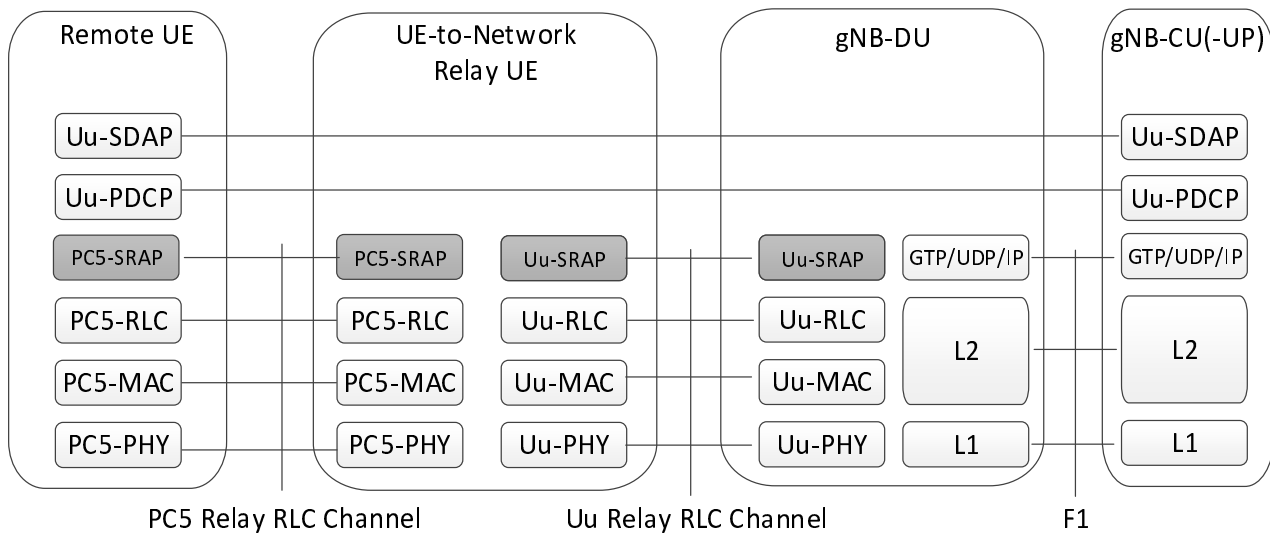 Remote UE
UE-to-Network
Relay UE
gNB-DU
gNB-CU(-UP)
Uu-SDAP
Uu-SDAP
Uu-PDCP
Uu-PDCP
PC5-SRAP
PC5-SRAP
Uu-SRAP
Uu-SRAP
GTP/UDP/IP
GTP/UDP/IP
PC5-RLC
PC5-RLC
Uu-RLC
Uu-RLC
L2
L2
PC5-MAC
PC5-MAC
Uu-MAC
Uu-MAC
PC5-PHY
PC5-PHY
Uu-PHY
Uu-PHY
L1
L1
PC5 Relay RLC Channel
Uu Relay RLC Channel
F1